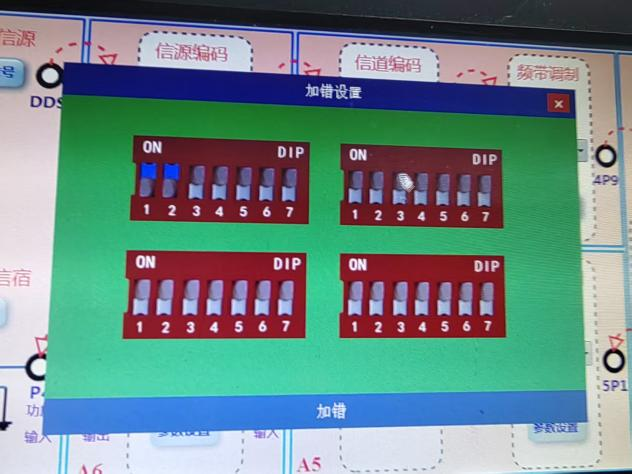 信源
信源编码
信道编码
频带调制
号
DDS
加错设置
ON DIP
1 2 3 4 5 6 7
ON DIP
1 2 3 4 5 6 7
4P9
ON DIP
1 2 3 4 5 6 7
ON DIP
1 2 3 4 5 6 7
信宿
5P1
加错
输入
输出
参数设置
输入
参数设置
A6
A5